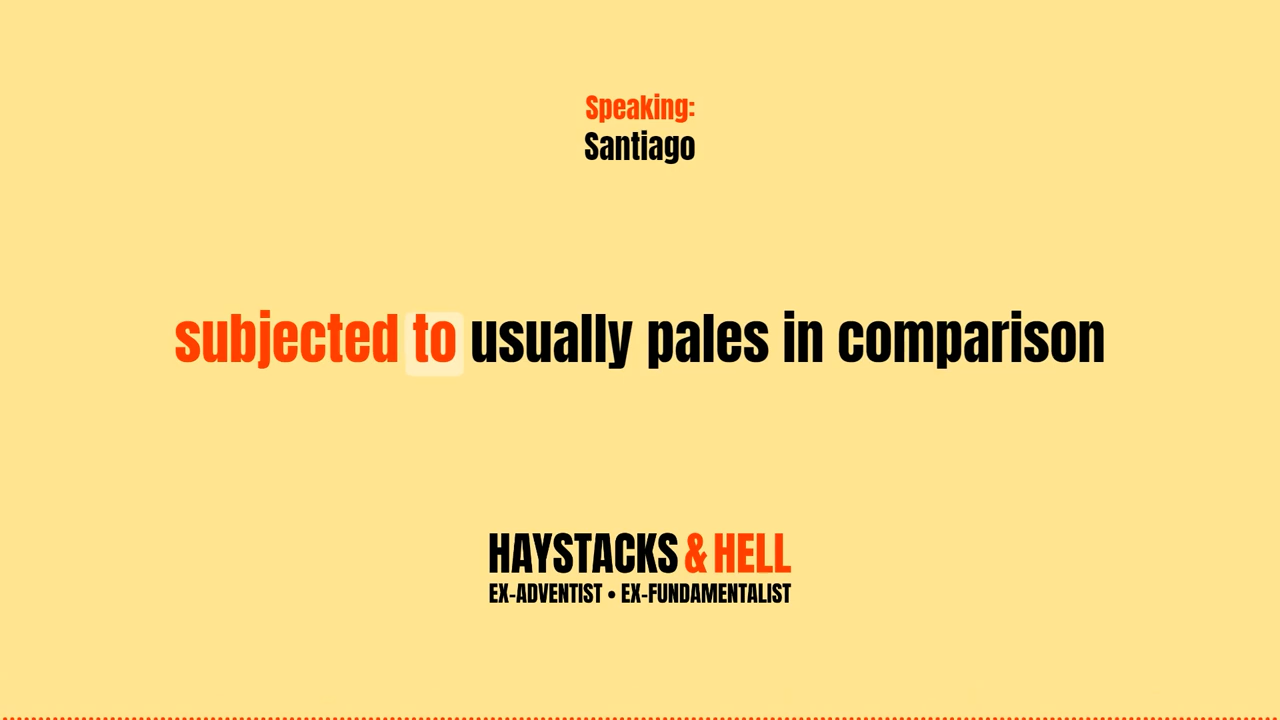 Speaking:
Santiago
subjected to usually pales in comparison
HAYSTACKS & HELL
EX-ADVENTIST • EX-FUNDAMENTALIST